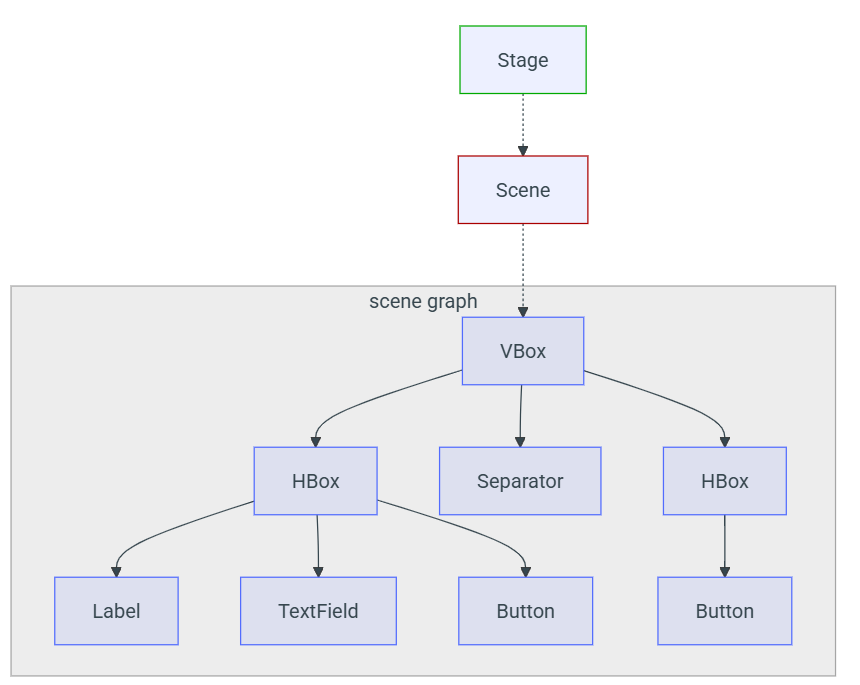 Stage
Scene
scene graph
VBox
HBox
Separator
HBox
Label
TextField
Button
Button